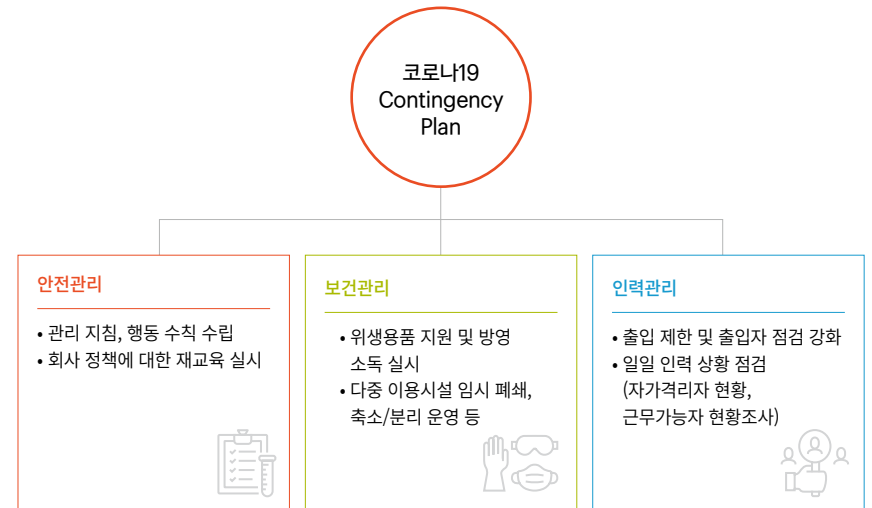 코로나19
Contingency
Plan
안전관리
• 관리 지침, 행동 수칙 수립
• 회사 정책에 대한 재교육 실시
보건관리
• 위생용품 지원 및 방영
소독 실시
• 다중 이용시설 임시 폐쇄,
축소/분리 운영 등
인력관리
• 출입 제한 및 출입자 점검 강화
• 일일 인력 상황 점검
(자가격리자 현황,
근무가능자 현황조사)